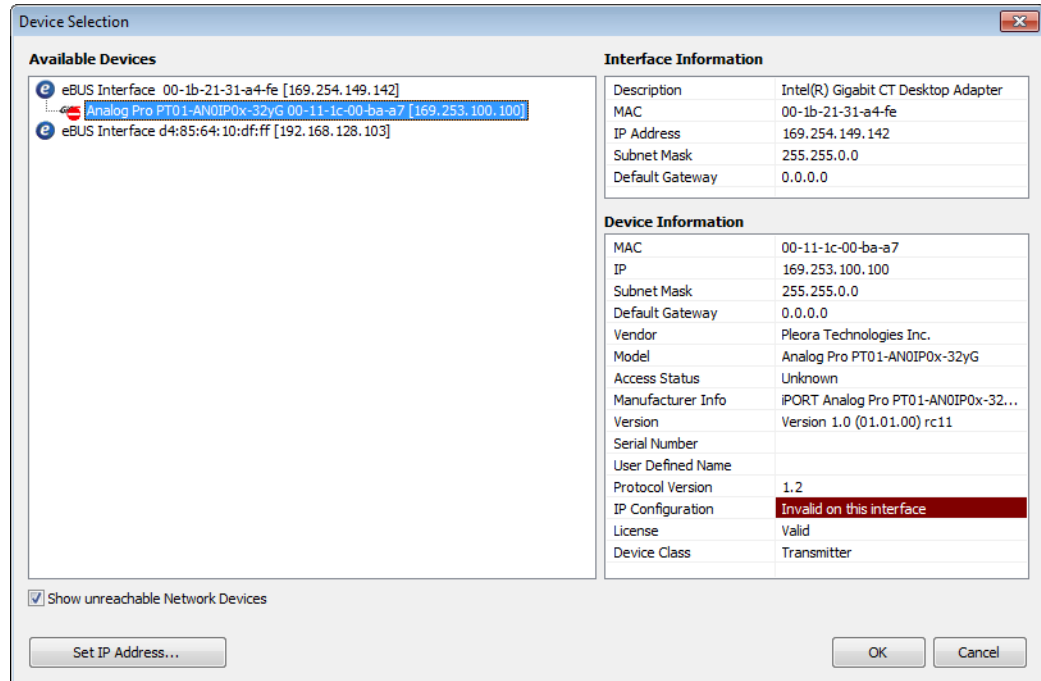 Device Selection
Available Devices
eBUS Interface 00-1b-21-31-a4-fe [169.254.149.142]
Analog Pro PT01-AN0IP0x-32yG 00-11-1c-00-ba-a7 [169.253.100.100]
eBUS Interface d4:85:64:10:df:ff [192.168.128.103]
Show unreachable Network Devices
Set IP Address...
Interface Information
Description Intel(R) Gigabit CT Desktop Adapter
MAC 00-1b-21-31-a4-fe
IP Address 169.254.149.142
Subnet Mask 255.255.0.0
Default Gateway 0.0.0.0
Device Information
MAC 00-11-1c-00-ba-a7
IP 169.253.100.100
Subnet Mask 255.255.0.0
Default Gateway 0.0.0.0
Vendor Pleora Technologies Inc.
Model Analog Pro PT01-AN0IP0x-32yG
Access Status Unknown
Manufacturer Info iPORT Analog Pro PT01-AN0IP0x-32...
Version Version 1.0 (01.01.00) rc11
Serial Number
User Defined Name
Protocol Version 1.2
IP Configuration Invalid on this interface
License Valid
Device Class Transmitter
OK Cancel